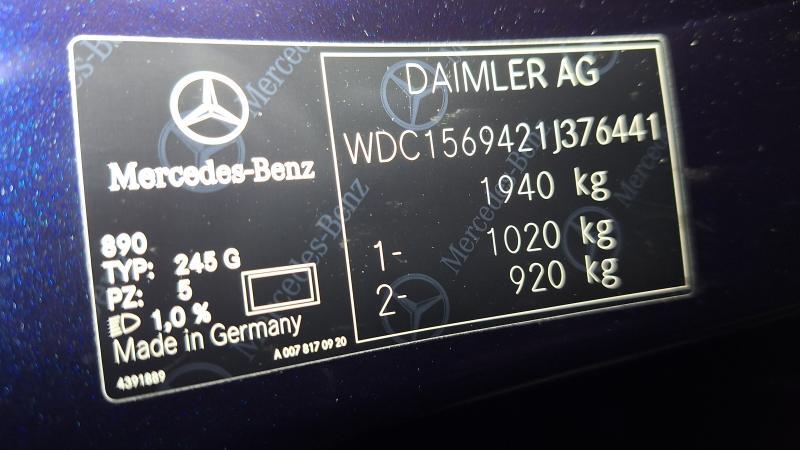 Mercedes-Benz
890
TYP: 245 G
PZ: 5
1,0 %
Made in Germany
A 007 817 09 20
4391889
DAIMLER AG
WDC1569421J376441
1940 kg
1- 1020 kg
2- 920 kg